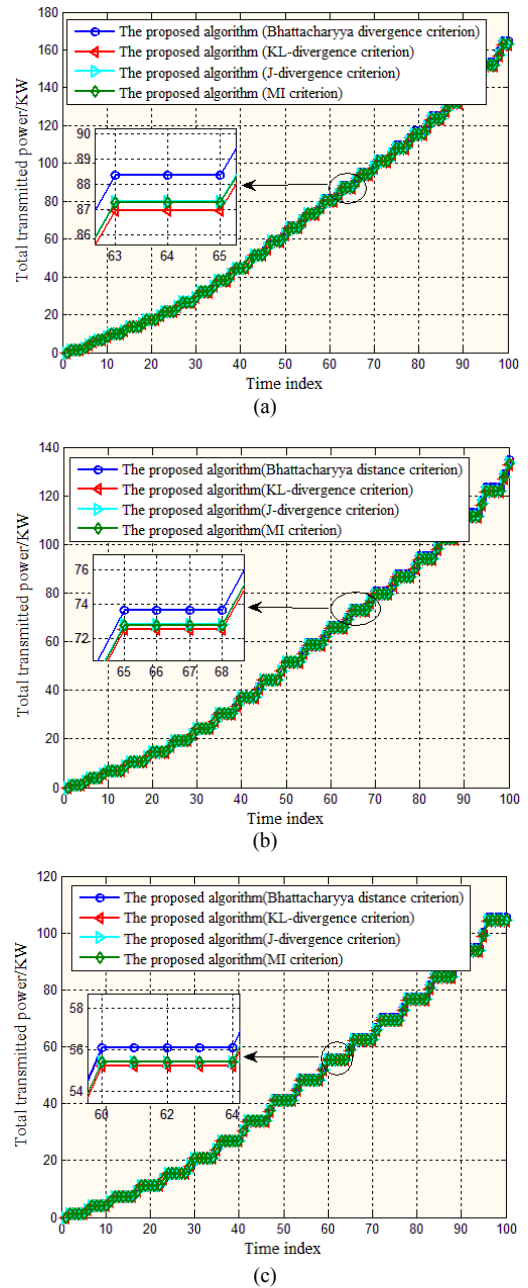 180
160
140
120
100
80
60
40
20
0
Total transmitted power/KW
The proposed algorithm (Bhattacharyya divergence criterion)
The proposed algorithm (KL-divergence criterion)
The proposed algorithm (J-divergence criterion)
The proposed algorithm (MI criterion)
90
89
88
87
86
63 64 65
0 10 20 30 40 50 60 70 80 90 100
Time index
(a)
140
120
100
80
60
40
20
0
Total transmitted power/KW
The proposed algorithm(Bhattacharyya distance criterion)
The proposed algorithm(KL-divergence criterion)
The proposed algorithm(J-divergence criterion)
The proposed algorithm(MI criterion)
76
74
72
65 66 67 68
0 10 20 30 40 50 60 70 80 90 100
Time index
(b)
120
100
80
60
40
20
0
Total transmitted power/KW
The proposed algorithm(Bhattacharyya distance criterion)
The proposed algorithm(KL-divergence criterion)
The proposed algorithm(J-divergence criterion)
The proposed algorithm(MI criterion)
58
56
54
60 62 64
0 10 20 30 40 50 60 70 80 90 100
Time index
(c)